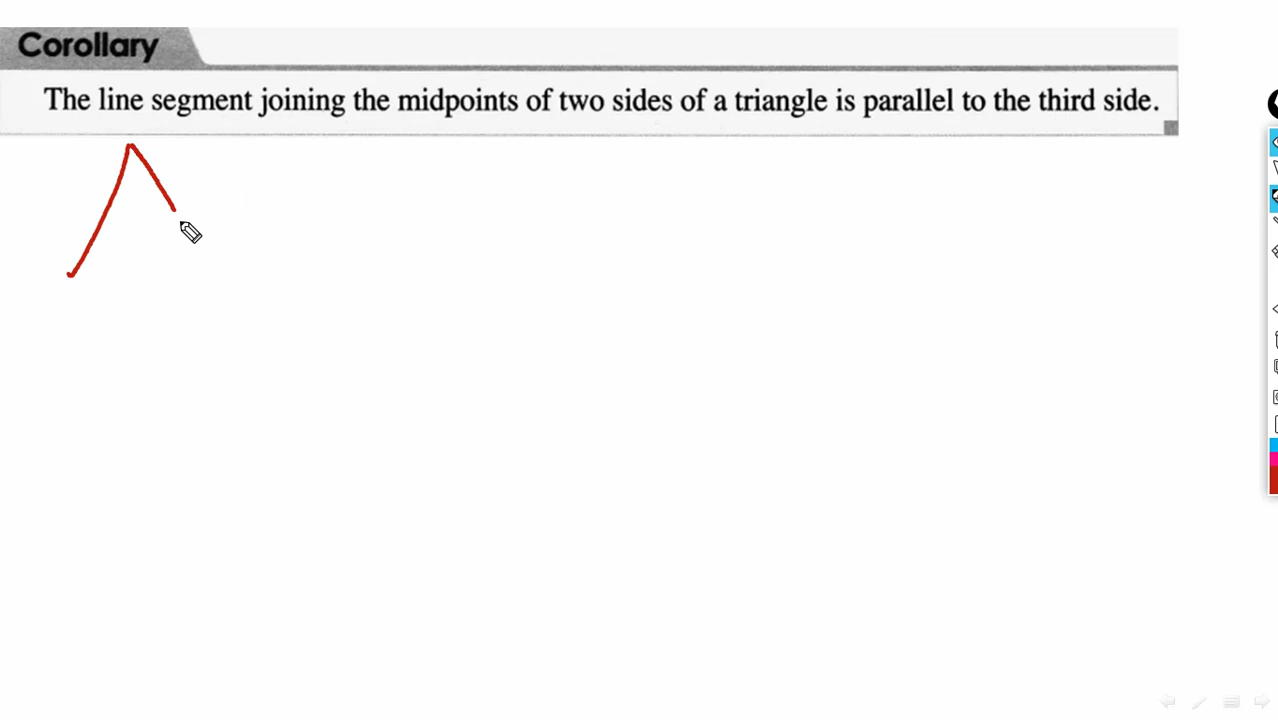 Corollary
The line segment joining the midpoints of two sides of a triangle is parallel to the third side.